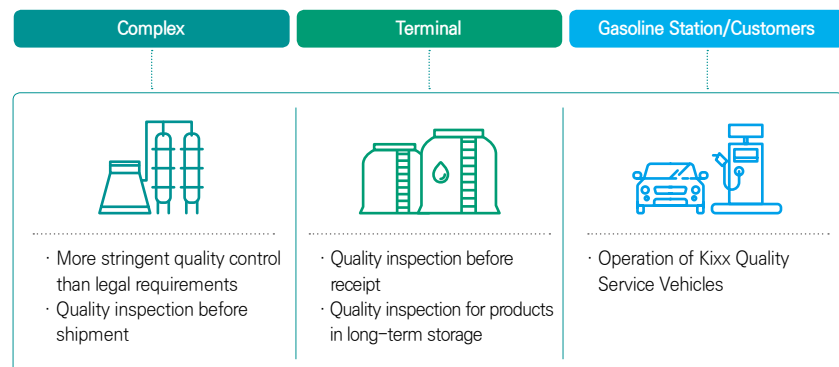 Complex
Terminal
Gasoline Station/Customers
· More stringent quality control
than legal requirements
· Quality inspection before
shipment
· Quality inspection before
receipt
· Quality inspection for products
in long-term storage
· Operation of Kixx Quality
Service Vehicles